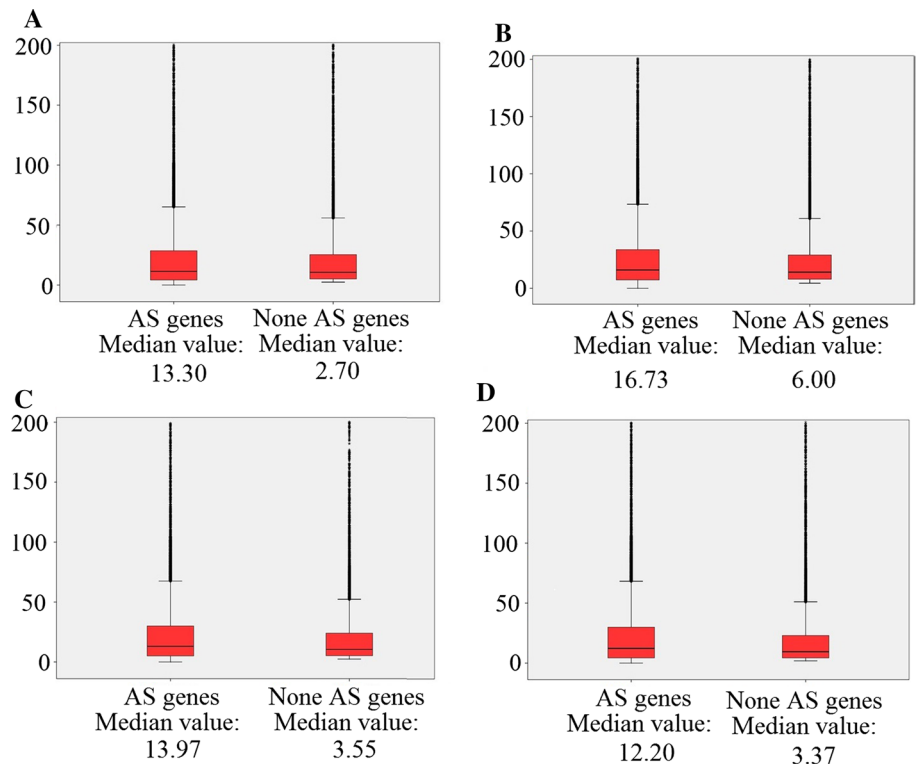 A
200
150
100
50
0
AS genes None AS genes
Median value: Median value:
13.30 2.70
B
200
150
100
50
0
AS genes None AS genes
Median value: Median value:
16.73 6.00
C
200
150
100
50
0
AS genes None AS genes
Median value: Median value:
13.97 3.55
D
200
150
100
50
0
AS genes None AS genes
Median value: Median value:
12.20 3.37